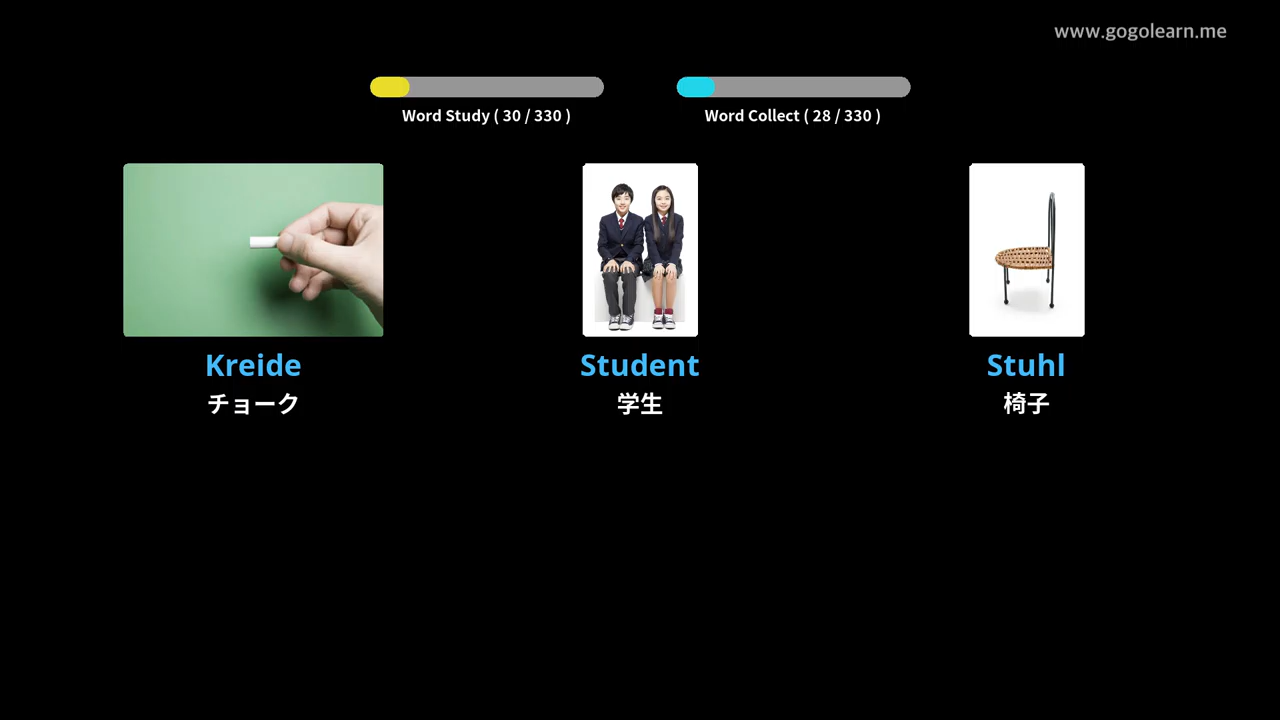 www.gogolearn.me
Word Study ( 30 / 330 )
Word Collect ( 28 / 330 )
Kreide
チョーク
Student
学生
Stuhl
椅子